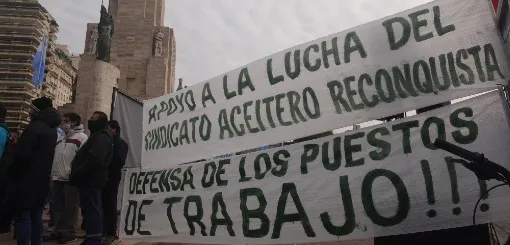 APOYO A LA LUCHA DEL
SINDICATO ACEITERO RECONQUISTA
DEFENSA DE LOS PUESTOS
DE TRABAJO!!!